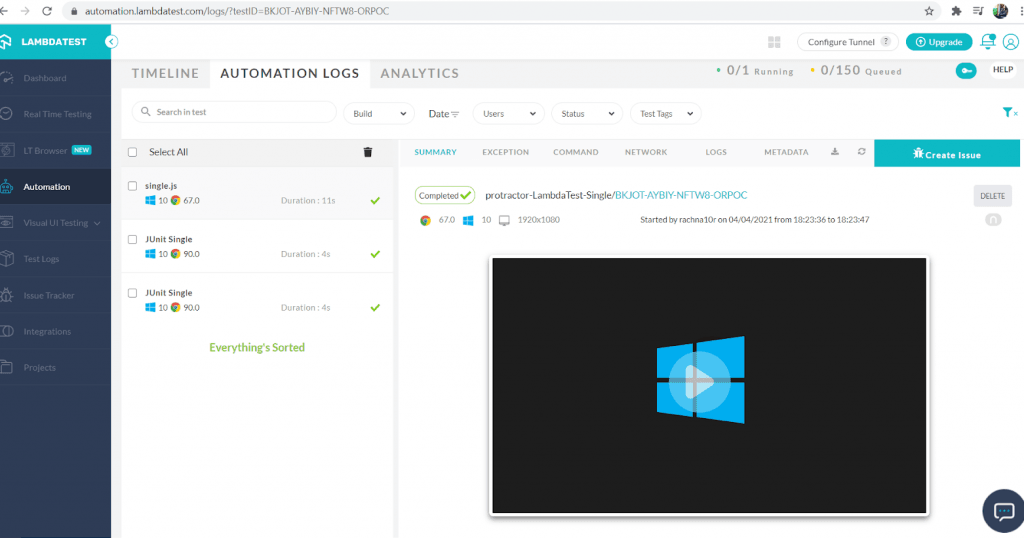 automation.lambdatest.com/logs/?testID=BKJOT-AYBIY-NFTW8-ORPOC
LAMBDATEST
Configure Tunnel ?
Upgrade
Dashboard
Real Time Testing
LT Browser NEW
Automation
Visual UI Testing
Test Logs
Issue Tracker
Integrations
Projects
TIMELINE AUTOMATION LOGS ANALYTICS
0/1 Running 0/150 Queued HELP
Search in test Build Date Users Status Test Tags
Select All
single.js
10 67.0 Duration : 11s
JUnit Single
10 90.0 Duration : 4s
JUnit Single
10 90.0 Duration : 4s
Everything's Sorted
SUMMARY EXCEPTION COMMAND NETWORK LOGS METADATA Create Issue
Completed protractor-LambdaTest-Single/BKJOT-AYBIY-NFTW8-ORPOC DELETE
67.0 10 1920x1080 Started by rachna10r on 04/04/2021 from 18:23:36 to 18:23:47